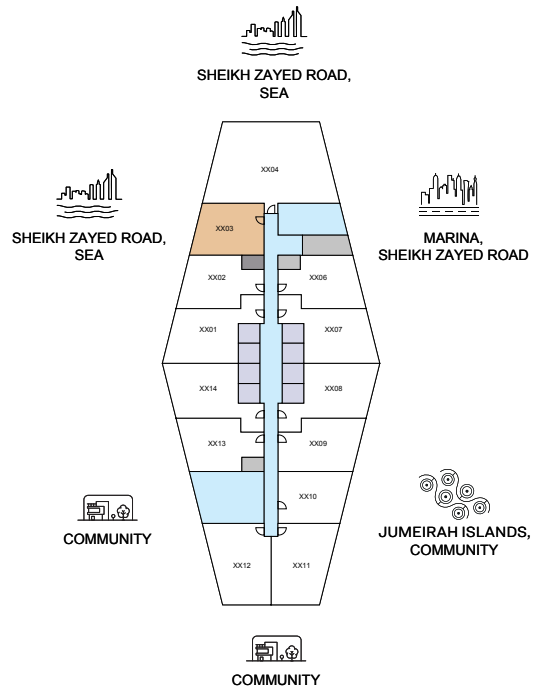 SHEIKH ZAYED ROAD,
SEA
XX04
SHEIKH ZAYED ROAD,
SEA
XX03
MARINA,
SHEIKH ZAYED ROAD
XX02
XX06
XX01
XX07
XX14
XX08
XX13
XX09
XX10
COMMUNITY
JUMEIRAH ISLANDS,
COMMUNITY
XX12
XX11
COMMUNITY